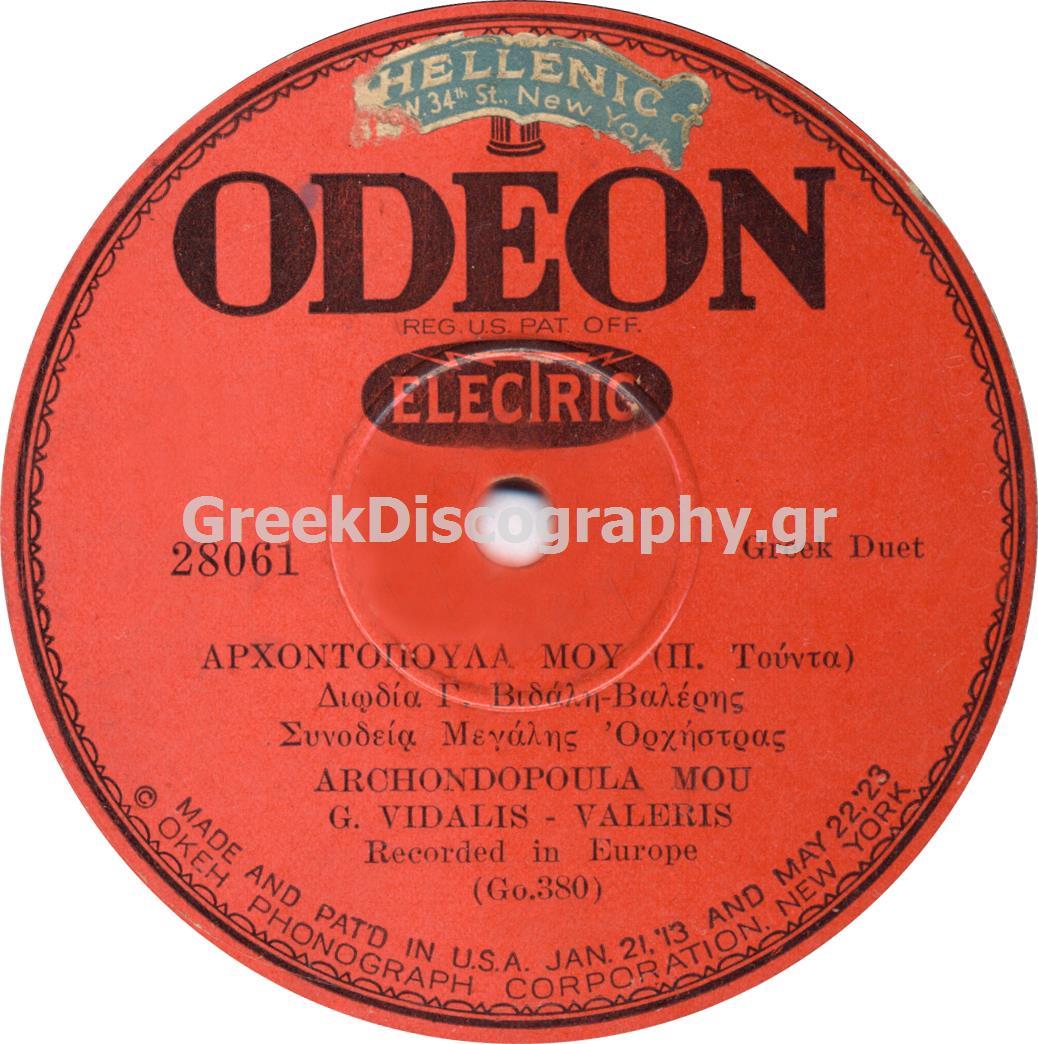 HELLENIC
W. 34th St., New York
ODEON
REG. U.S. PAT. OFF.
ELECTRIC
GreekDiscography.gr
28061
Greek Duet
ΑΡΧΟΝΤΟΠΟΥΛΑ ΜΟΥ (Π. Τούντα)
Διῳδία Γ. Βιδάλη-Βαλέρης
Συνοδείᾳ Μεγάλης Ὀρχήστρας
ARCHONDOPOULA MOU
G. VIDALIS - VALERIS
Recorded in Europe
(Go.380)
© MADE AND PAT'D IN U.S.A. JAN. 21, '13 AND MAY 22, '23
OKEH PHONOGRAPH CORPORATION, NEW YORK